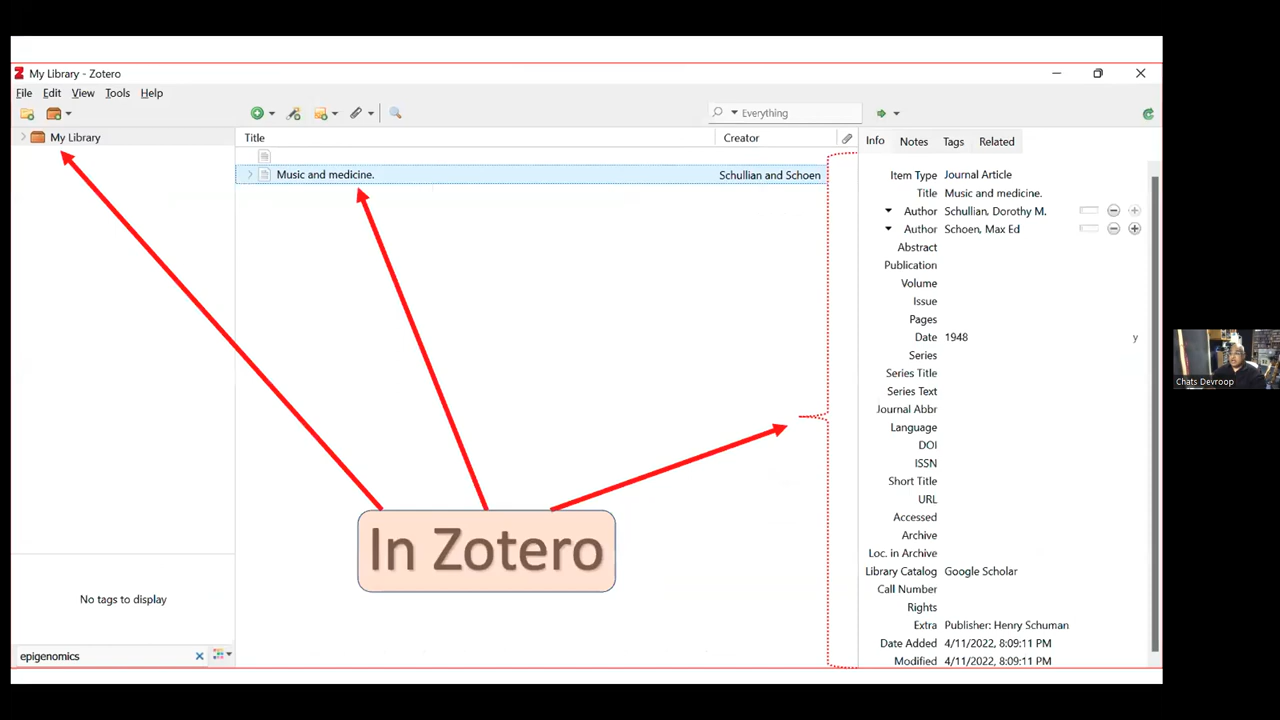 My Library - Zotero
File Edit View Tools Help
Everything
My Library
Title Creator
Music and medicine. Schullian and Schoen
In Zotero
No tags to display
epigenomics
Info Notes Tags Related
Item Type Journal Article
Title Music and medicine.
Author Schullian, Dorothy M.
Author Schoen, Max Ed
Abstract
Publication
Volume
Issue
Pages
Date 1948 y
Series
Series Title
Series Text
Journal Abbr
Language
DOI
ISSN
Short Title
URL
Accessed
Archive
Loc. in Archive
Library Catalog Google Scholar
Call Number
Rights
Extra Publisher: Henry Schuman
Date Added 4/11/2022, 8:09:11 PM
Modified 4/11/2022, 8:09:11 PM
Chats Devroop